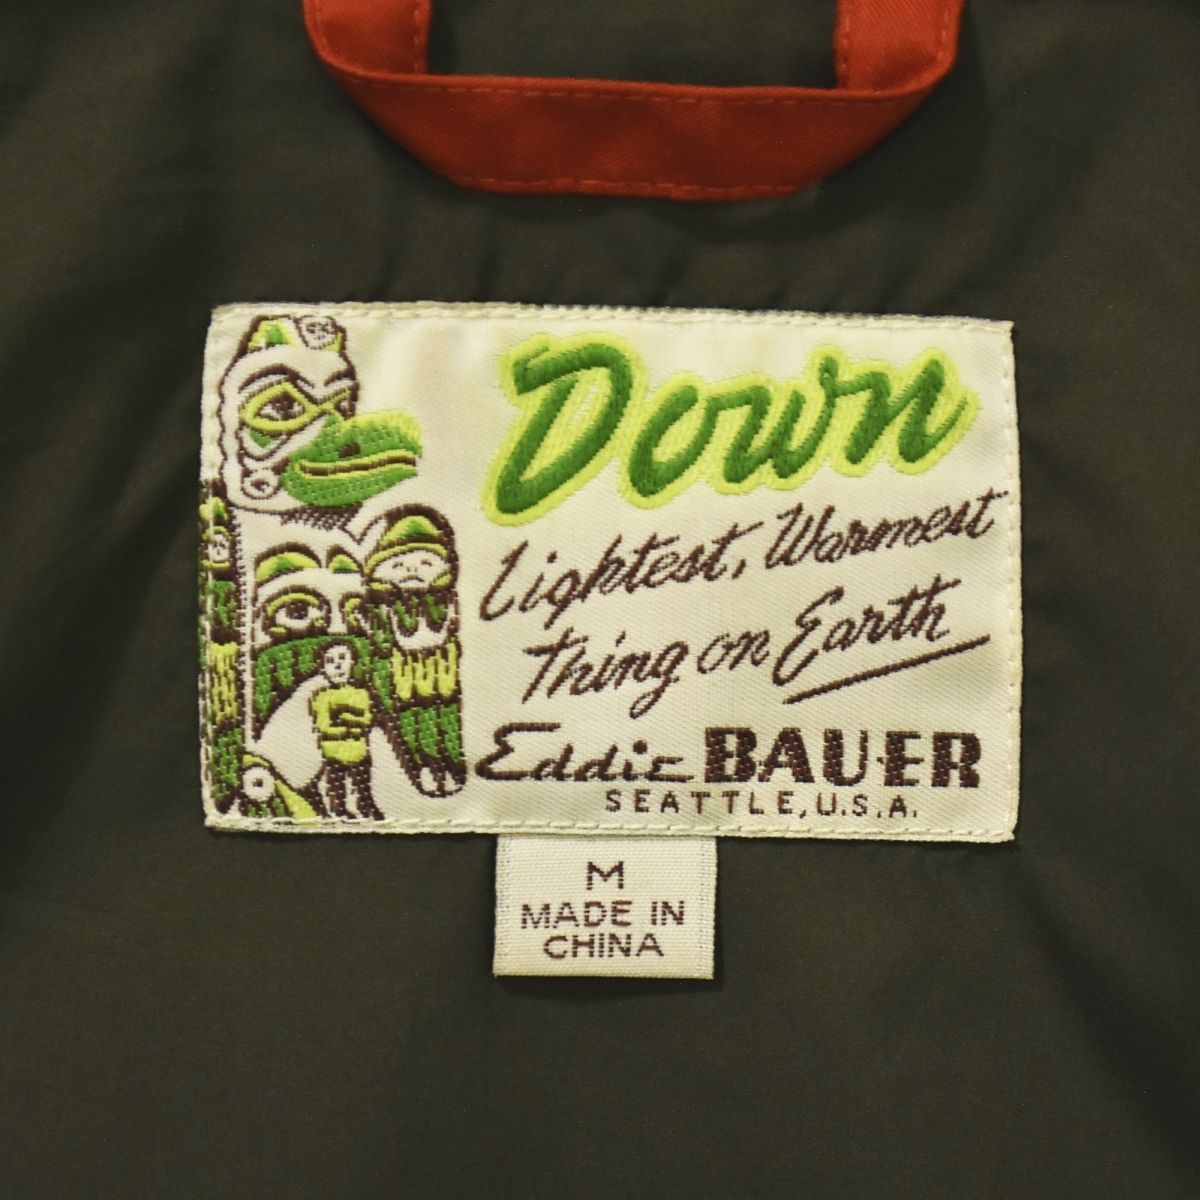 Down
Lightest, Warmest
thing on Earth
Eddie BAUER
SEATTLE, U.S.A.
M
MADE IN
CHINA